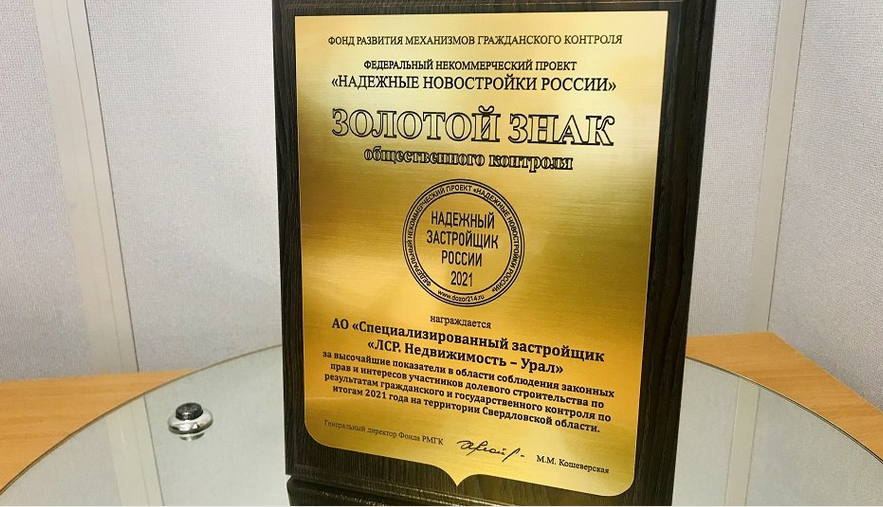 ФОНД РАЗВИТИЯ МЕХАНИЗМОВ ГРАЖДАНСКОГО КОНТРОЛЯ
ФЕДЕРАЛЬНЫЙ НЕКОММЕРЧЕСКИЙ ПРОЕКТ
«НАДЕЖНЫЕ НОВОСТРОЙКИ РОССИИ»
ЗОЛОТОЙ ЗНАК
общественного контроля
ФЕДЕРАЛЬНЫЙ НЕКОММЕРЧЕСКИЙ ПРОЕКТ «НАДЕЖНЫЕ НОВОСТРОЙКИ РОССИИ»
НАДЕЖНЫЙ
ЗАСТРОЙЩИК
РОССИИ
2021
www.dozor214.ru
награждается
АО «Специализированный застройщик
«ЛСР. Недвижимость – Урал»
за высочайшие показатели в области соблюдения законных
прав и интересов участников долевого строительства по
результатам гражданского и государственного контроля по
итогам 2021 года на территории Свердловской области.
Генеральный директор Фонда РМГК
М.М. Кошеверская